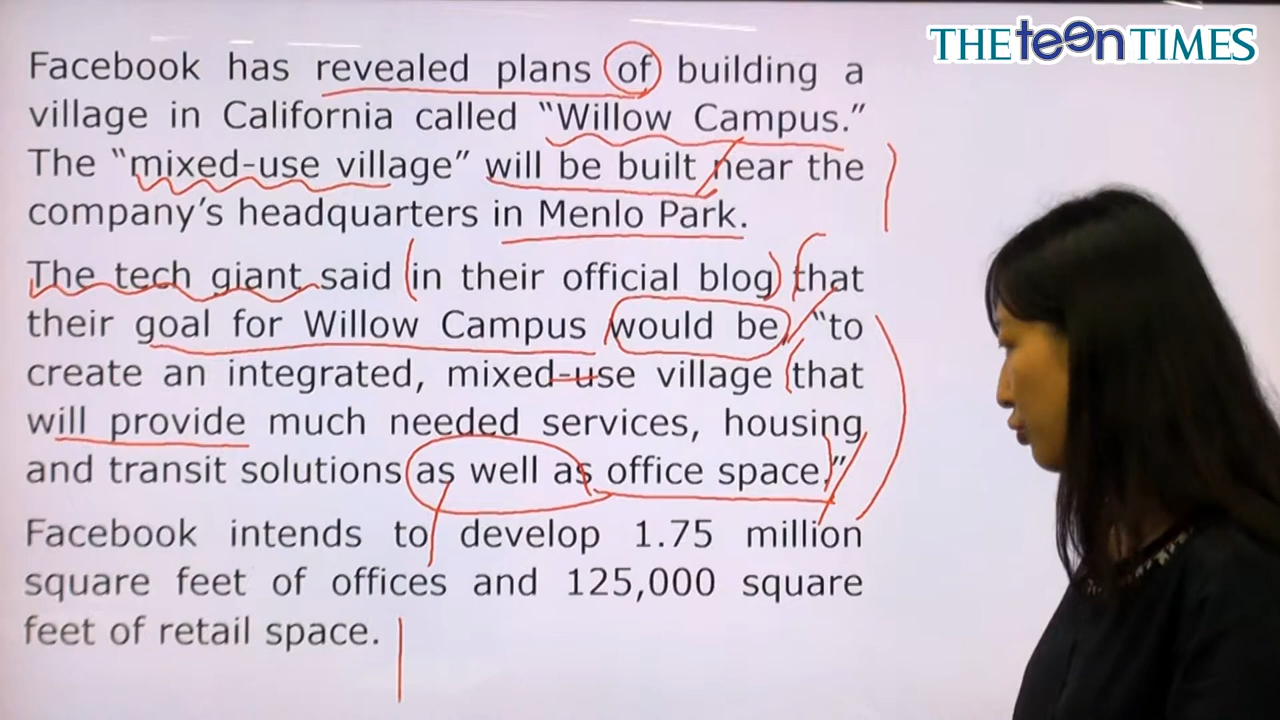 THE teen TIMES
Facebook has revealed plans of building a
village in California called “Willow Campus.”
The “mixed-use village” will be built near the
company’s headquarters in Menlo Park.
The tech giant said in their official blog that
their goal for Willow Campus would be “to
create an integrated, mixed-use village that
will provide much needed services, housing
and transit solutions as well as office space.”
Facebook intends to develop 1.75 million
square feet of offices and 125,000 square
feet of retail space.